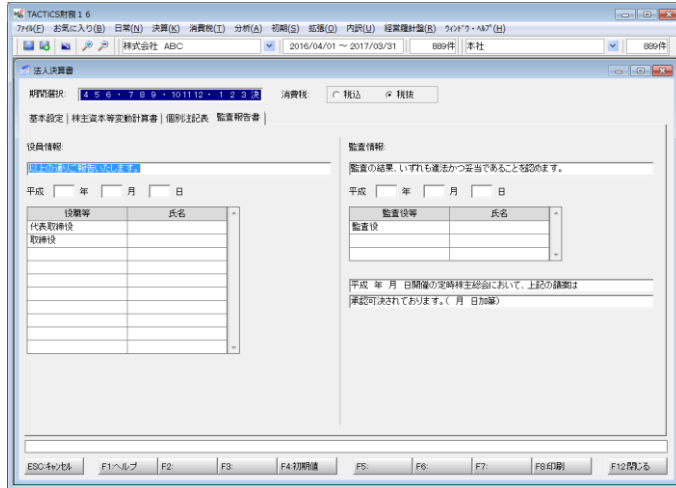 TACTiCS財務16
ファイル(F) お気に入り(B) 日常(N) 決算(K) 消費税(T) 分析(A) 初期(S) 拡張(O) 内訳(U) 経営羅針盤(R) ウィンドウ・ヘルプ(H)
株式会社 ABC 2016/04/01 ~ 2017/03/31 889件 本社 889件
法人決算書
期間選択: 4 5 6 ・ 7 8 9 ・ 10 11 12 ・ 1 2 3 決 消費税: 税込 税抜
基本設定 | 株主資本等変動計算書 | 個別注記表 | 監査報告書 |
役員情報:
以上の通りご報告いたします。
平成 年 月 日
役職等 氏名
代表取締役
取締役
監査情報:
監査の結果、いずれも適法かつ妥当であることを認めます。
平成 年 月 日
監査役等 氏名
監査役
平成 年 月 日開催の定時株主総会において、上記の議案は
承認可決されております。( 月 日加筆)
ESC:キャンセル F1:ヘルプ F2: F3: F4:初期値 F5: F6: F7: F8:印刷 F12:閉じる